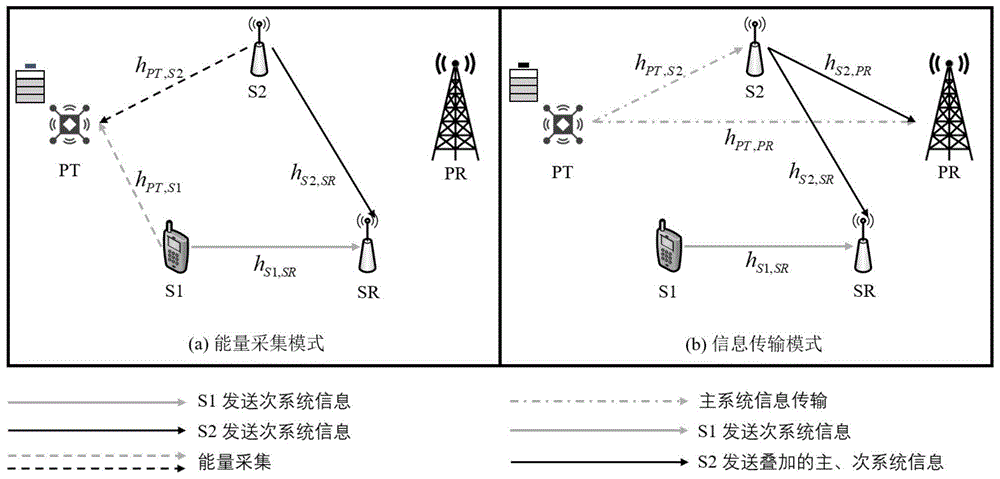 h_{PT,S2}
S2
PT
PR
h_{PT,S1}
h_{S2,SR}
S1
h_{S1,SR}
SR
(a) 能量采集模式
h_{PT,S2}
S2
h_{S2,PR}
PT
h_{PT,PR}
PR
h_{S2,SR}
S1
h_{S1,SR}
SR
(b) 信息传输模式
S1 发送次系统信息
S2 发送次系统信息
能量采集
主系统信息传输
S1 发送次系统信息
S2 发送叠加的主、次系统信息